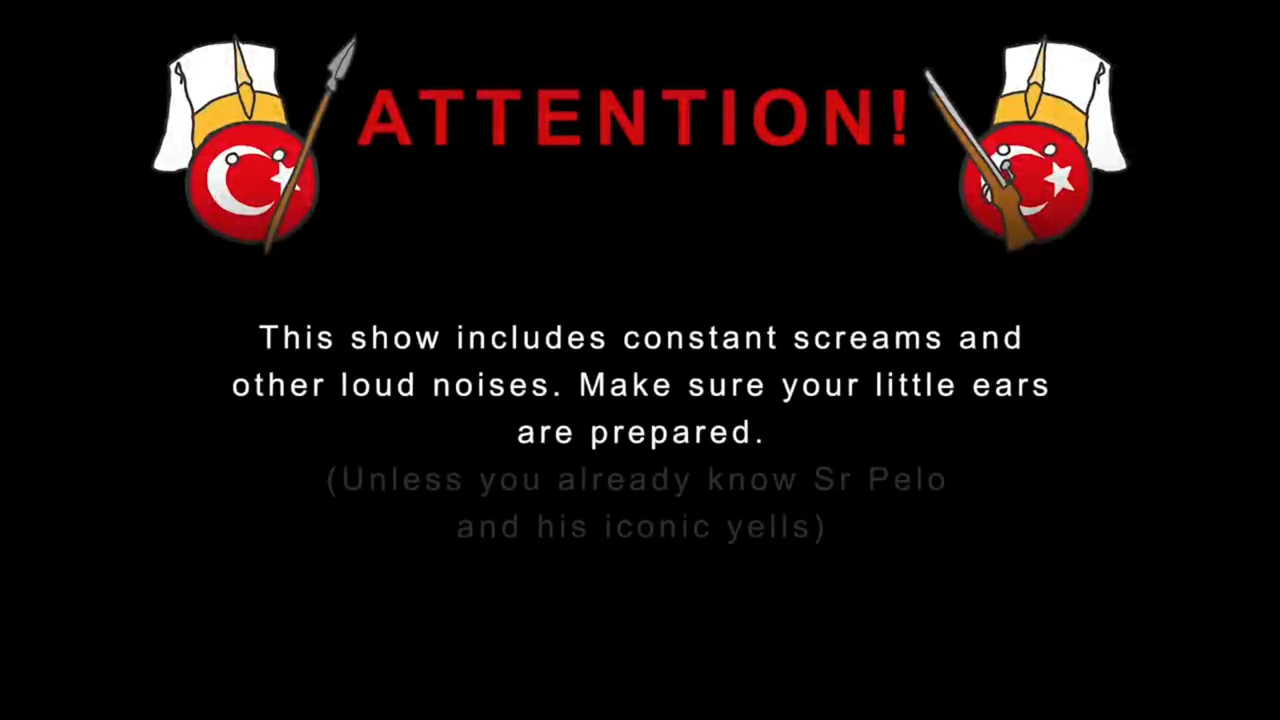 ATTENTION!
This show includes constant screams and
other loud noises. Make sure your little ears
are prepared.
(Unless you already know Sr Pelo
and his iconic yells)